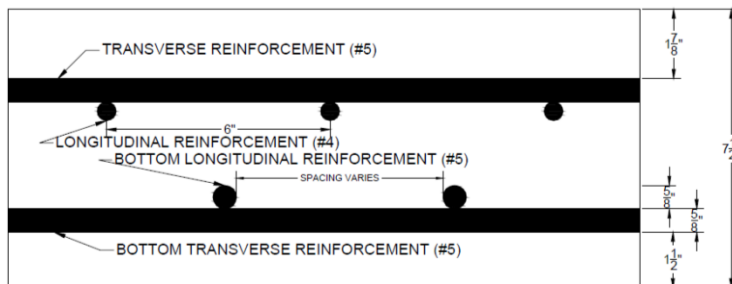 TRANSVERSE REINFORCEMENT (#5)
1 7/8"
6"
LONGITUDINAL REINFORCEMENT (#4)
BOTTOM LONGITUDINAL REINFORCEMENT (#5)
SPACING VARIES
5/8"
5/8"
BOTTOM TRANSVERSE REINFORCEMENT (#5)
1 1/2"